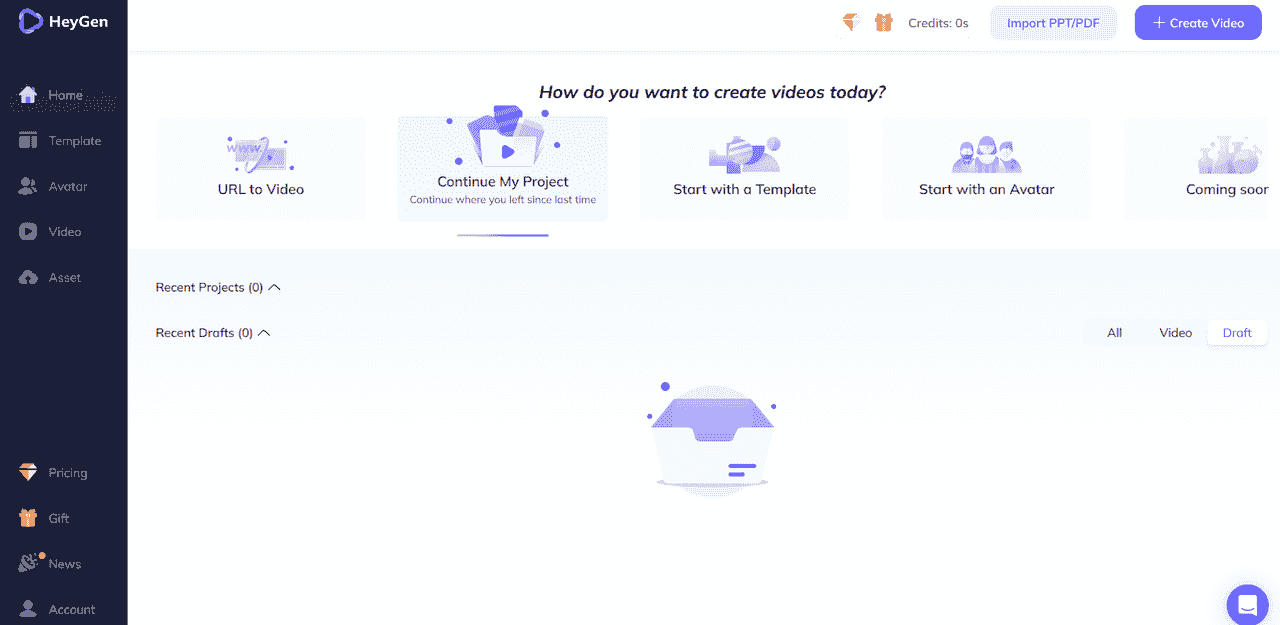 HeyGen
Home
Template
Avatar
Video
Asset
Pricing
Gift
News
Account
Credits: 0s
Import PPT/PDF
+ Create Video
How do you want to create videos today?
www.
URL to Video
Continue My Project
Continue where you left since last time
Start with a Template
Start with an Avatar
Coming soon
Recent Projects (0)
Recent Drafts (0)
All
Video
Draft